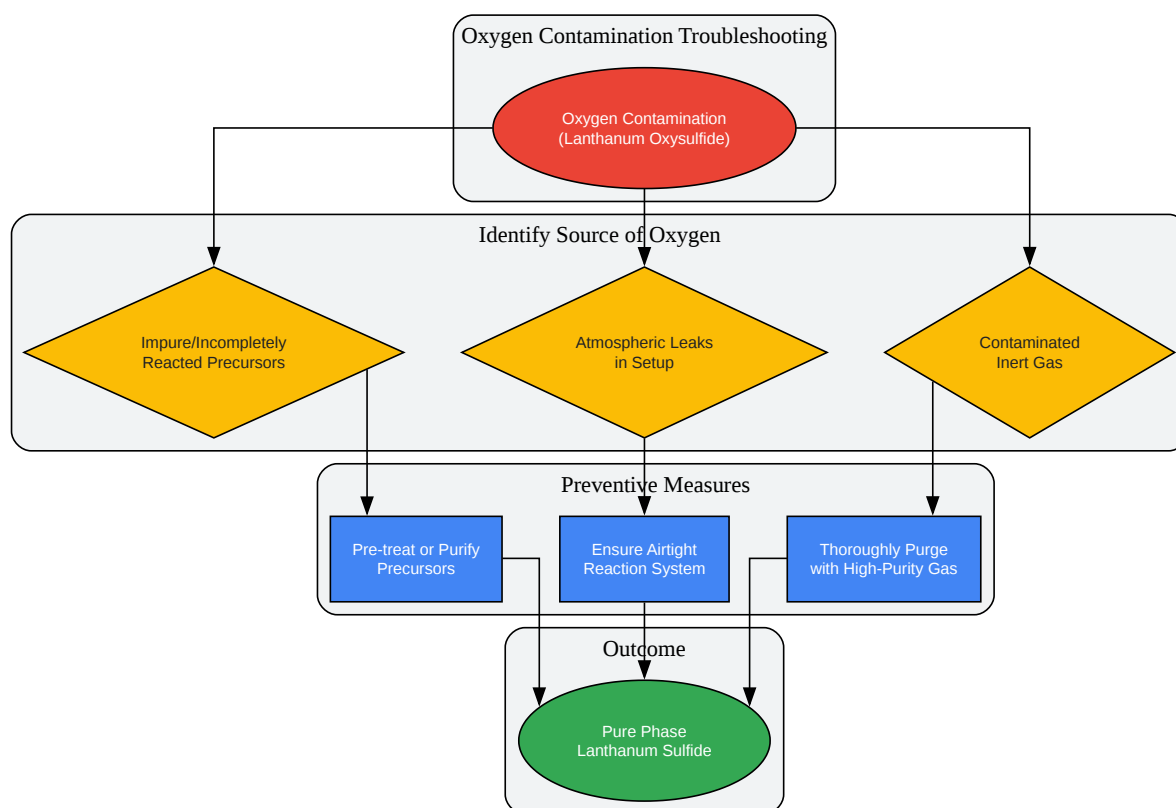 Oxygen Contamination Troubleshooting
Oxygen Contamination
(Lanthanum Oxysulfide)
Identify Source of Oxygen
Impure/Incompletely
Reacted Precursors
Atmospheric Leaks
in Setup
Contaminated
Inert Gas
Preventive Measures
Pre-treat or Purify
Precursors
Ensure Airtight
Reaction System
Thoroughly Purge
with High-Purity Gas
Outcome
Pure Phase
Lanthanum Sulfide